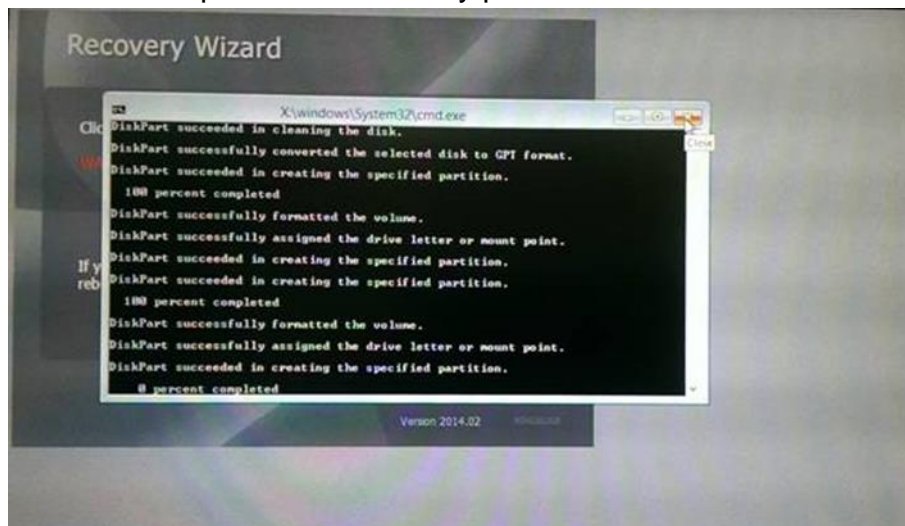 Recovery Wizard
X:\windows\System32\cmd.exe
Close
Clic
DiskPart succeeded in cleaning the disk.
DiskPart successfully converted the selected disk to GPT format.
WA
DiskPart succeeded in creating the specified partition.
100 percent completed
DiskPart successfully formatted the volume.
DiskPart successfully assigned the drive letter or mount point.
If y
DiskPart succeeded in creating the specified partition.
reb
DiskPart succeeded in creating the specified partition.
100 percent completed
DiskPart successfully formatted the volume.
DiskPart successfully assigned the drive letter or mount point.
DiskPart succeeded in creating the specified partition.
0 percent completed
Version 2014.02